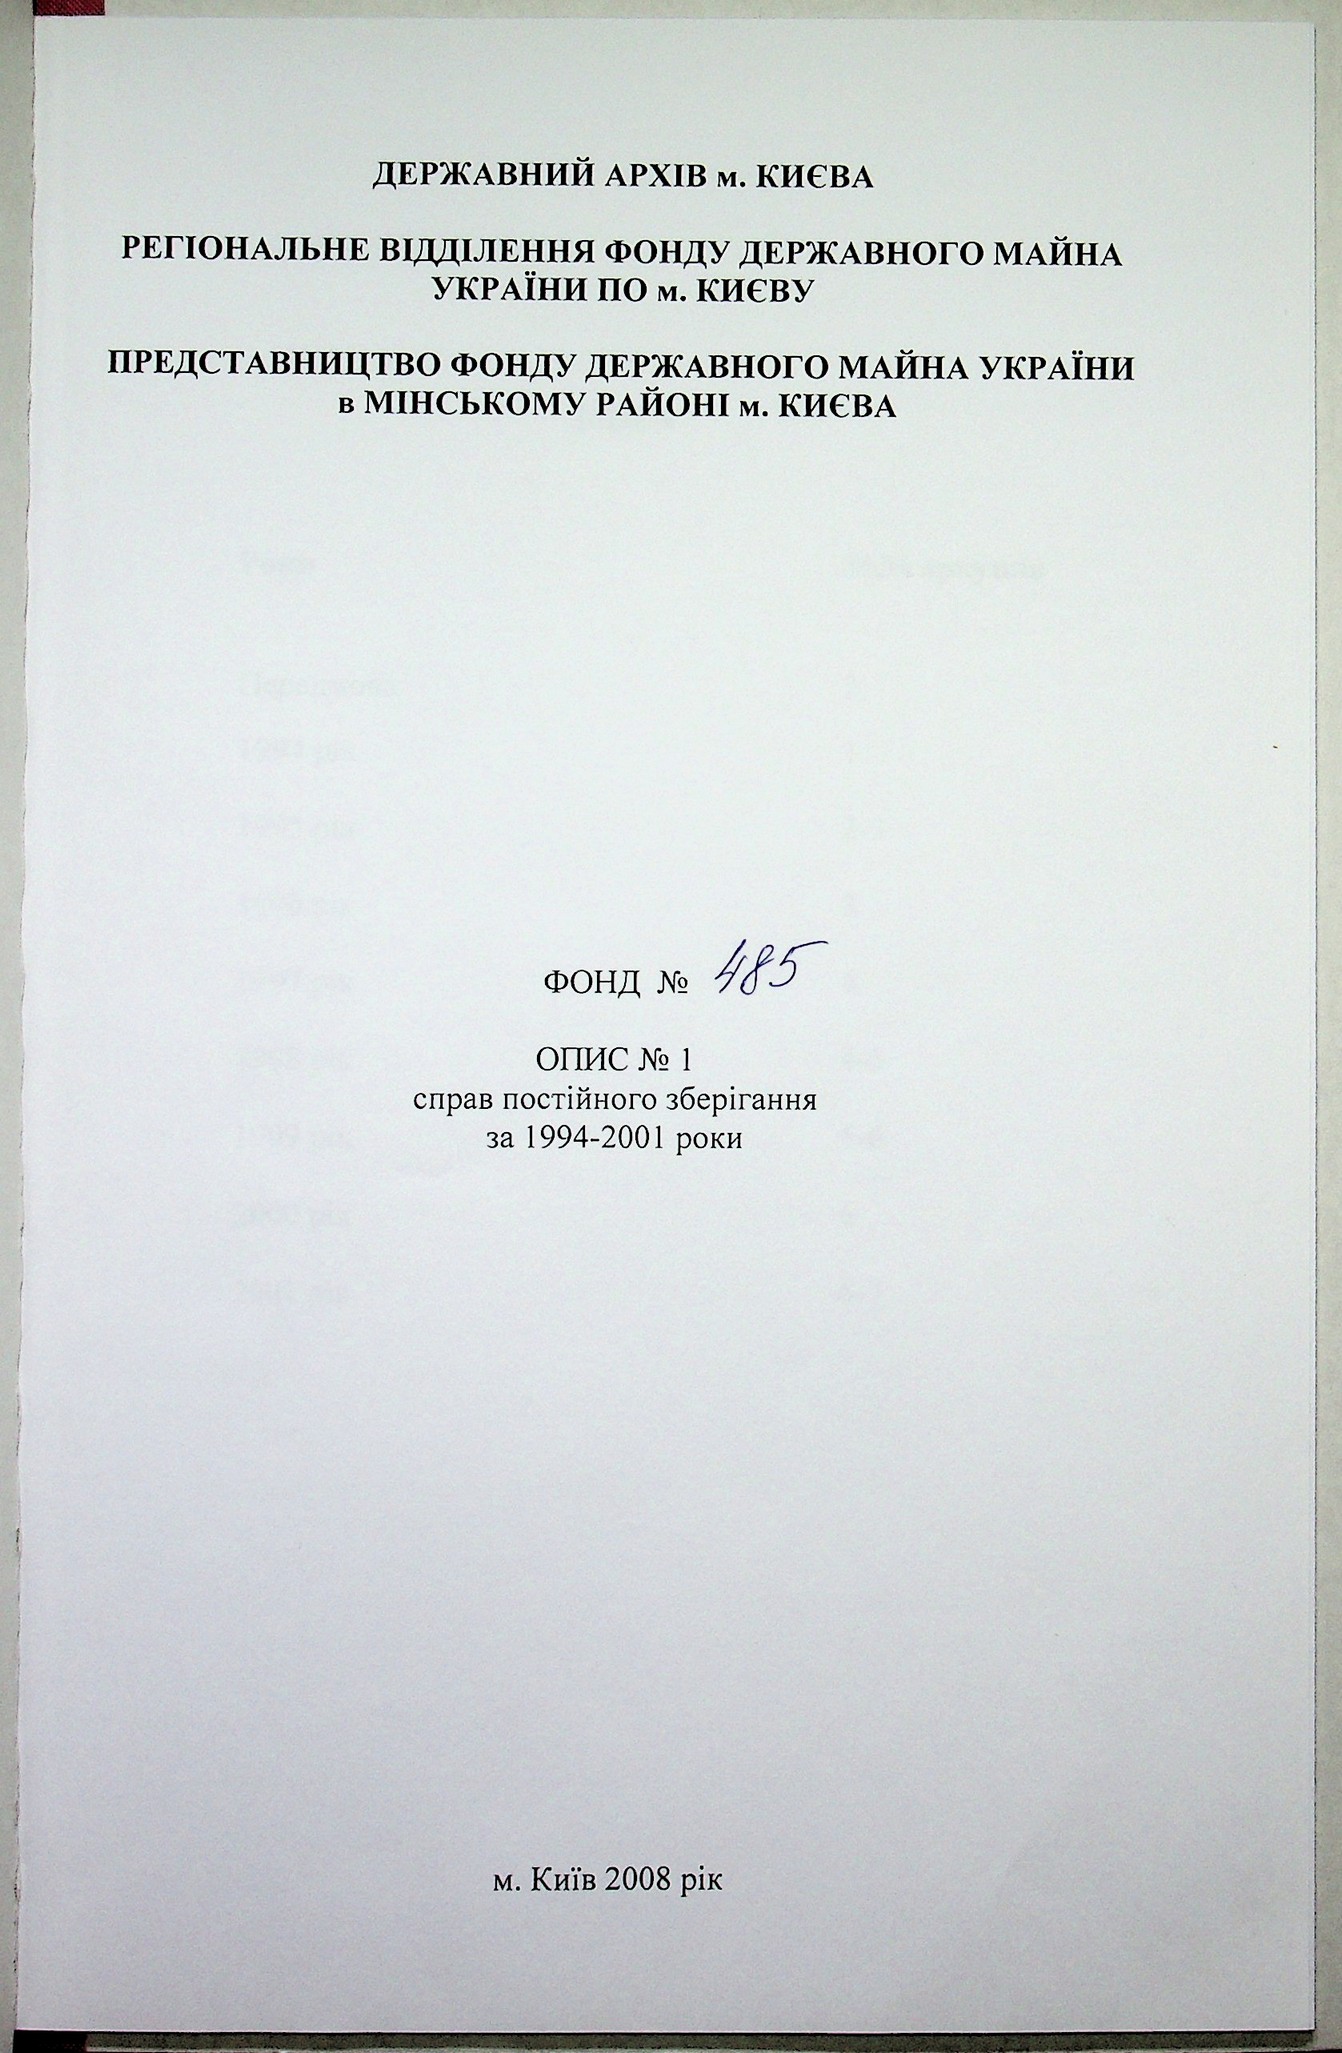 ДЕРЖАВНИЙ АРХІВ м. КИЄВА
РЕГІОНАЛЬНЕ ВІДДІЛЕННЯ ФОНДУ ДЕРЖАВНОГО МАЙНА
УКРАЇНИ ПО м. КИЄВУ
ПРЕДСТАВНИЦТВО ФОНДУ ДЕРЖАВНОГО МАЙНА УКРАЇНИ
в МІНСЬКОМУ РАЙОНІ м. КИЄВА
ФОНД № 485
ОПИС № 1
справ постійного зберігання
за 1994-2001 роки
м. Київ 2008 рік